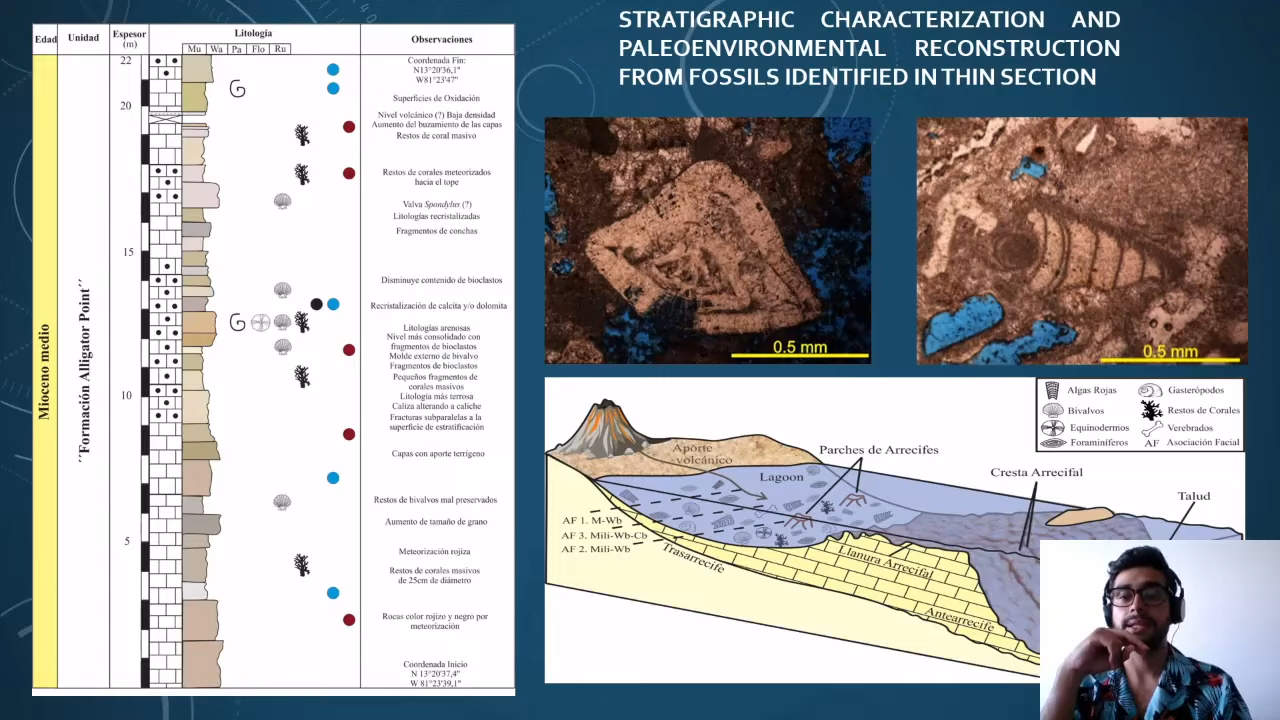 STRATIGRAPHIC CHARACTERIZATION AND
PALEOENVIRONMENTAL RECONSTRUCTION
FROM FOSSILS IDENTIFIED IN THIN SECTION
Edad
Unidad
Espesor
(m)
Litología
Mu Wa Pa Flo Ru
Observaciones
Mioceno medio
´´Formación Alligator Point´´
22
20
15
10
5
Coordenada Fin:
N13°20'36,1"
W81°23'47"
Superficies de Oxidación
Nivel volcánico (?) Baja densidad
Aumento del buzamiento de las capas
Restos de coral masivo
Restos de corales meteorizados
hacia el tope
Valva Spondylus (?)
Litologías recristalizadas
Fragmentos de conchas
Disminuye contenido de bioclastos
Recristalización de calcita y/o dolomita
Litologías arenosas
Nivel más consolidado con
fragmentos de bioclastos
Molde externo de bivalvo
Fragmentos de bioclastos
Pequeños fragmentos de
corales masivos
Litología más terrosa
Caliza alterando a caliche
Fracturas subparalelas a la
superficie de estratificación
Capas con aporte terrígeno
Restos de bivalvos mal preservados
Aumento de tamaño de grano
Meteorización rojiza
Restos de corales masivos
de 25cm de diámetro
Rocas color rojizo y negro por
meteorización
Coordenada Inicio
N 13°20'37,4"
W 81°23'39,1"
0.5 mm
0.5 mm
Aporte
volcánico
Lagoon
Parches de Arrecifes
Cresta Arrecifal
Talud
AF 1. M-Wb
AF 3. Mili-Wb-Cb
AF 2. Mili-Wb
Trasarrecife
Llanura Arrecifal
Antearrecife
Algas Rojas
Gasterópodos
Bivalvos
Restos de Corales
Equinodermos
Verebrados
Foraminíferos
AF Asociación Facial